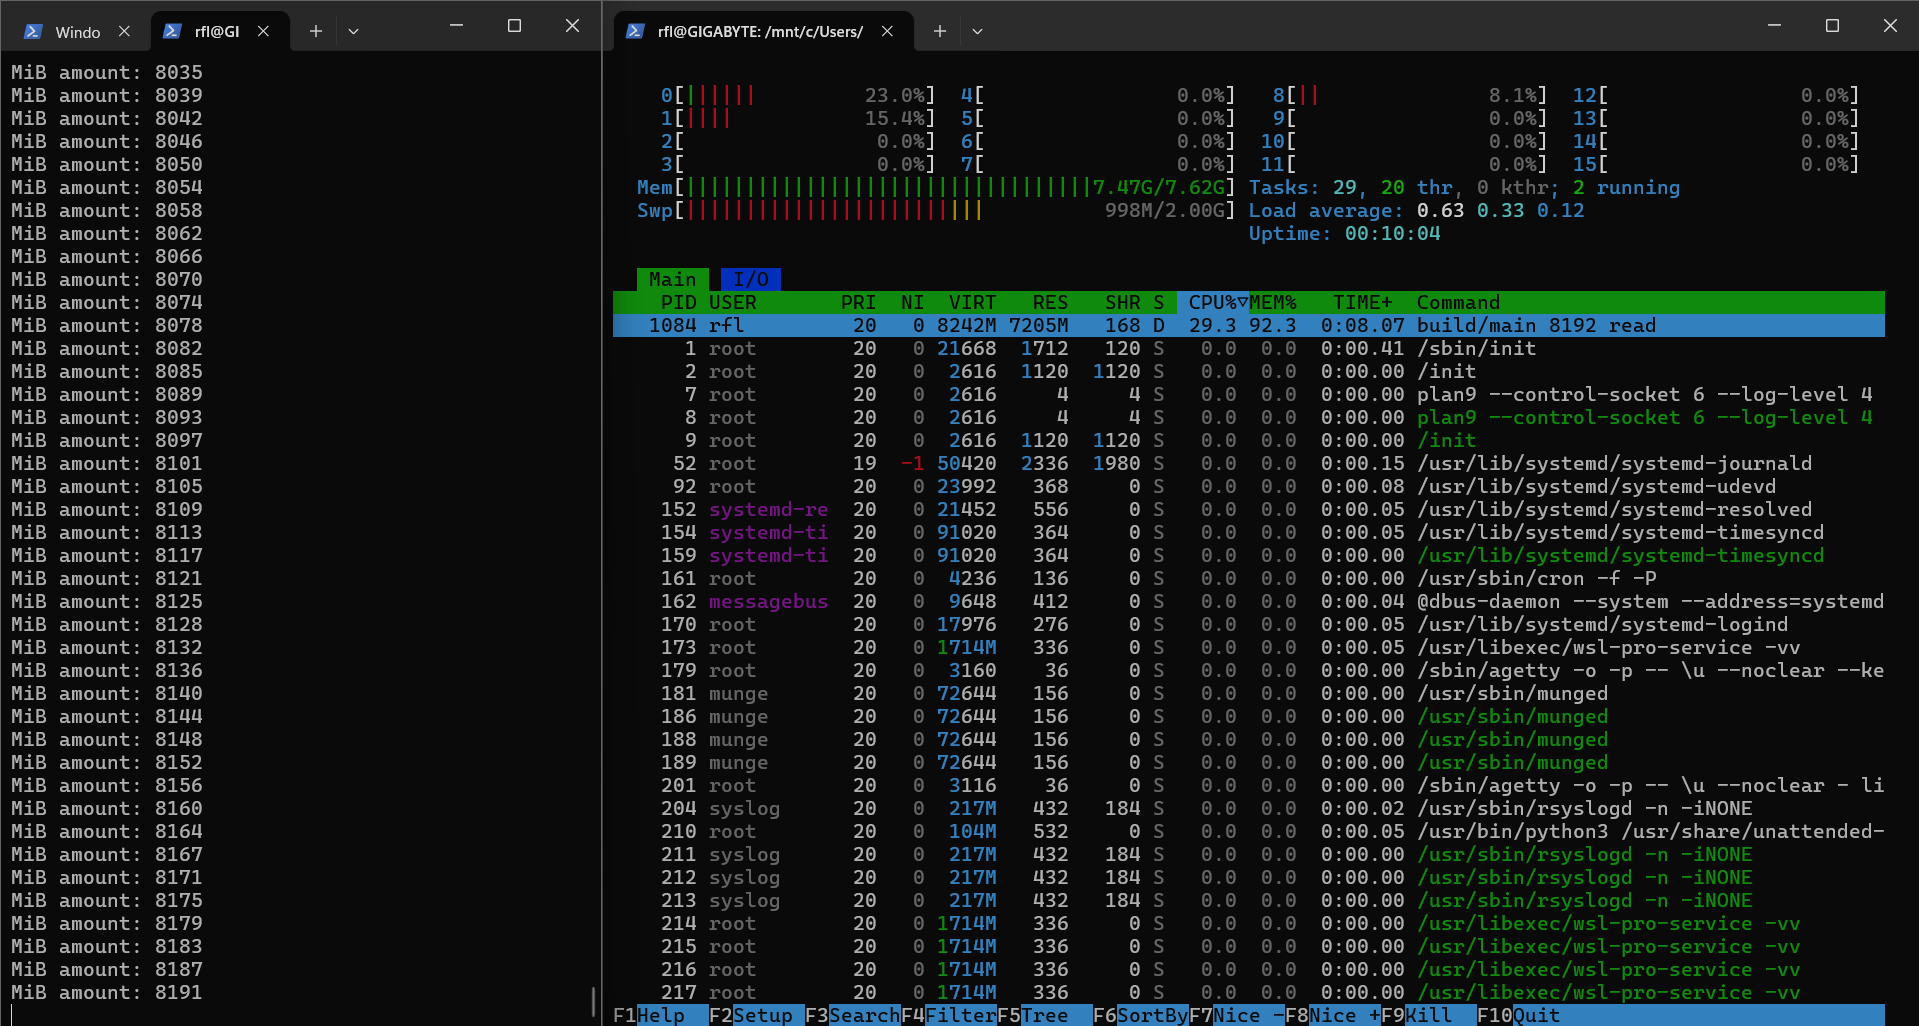 Windo
rfl@GI
MiB amount: 8035
MiB amount: 8039
MiB amount: 8042
MiB amount: 8046
MiB amount: 8050
MiB amount: 8054
MiB amount: 8058
MiB amount: 8062
MiB amount: 8066
MiB amount: 8070
MiB amount: 8074
MiB amount: 8078
MiB amount: 8082
MiB amount: 8085
MiB amount: 8089
MiB amount: 8093
MiB amount: 8097
MiB amount: 8101
MiB amount: 8105
MiB amount: 8109
MiB amount: 8113
MiB amount: 8117
MiB amount: 8121
MiB amount: 8125
MiB amount: 8128
MiB amount: 8132
MiB amount: 8136
MiB amount: 8140
MiB amount: 8144
MiB amount: 8148
MiB amount: 8152
MiB amount: 8156
MiB amount: 8160
MiB amount: 8164
MiB amount: 8167
MiB amount: 8171
MiB amount: 8175
MiB amount: 8179
MiB amount: 8183
MiB amount: 8187
MiB amount: 8191
rfl@GIGABYTE: /mnt/c/Users/
0[||||||23.0%] 4[0.0%] 8[||8.1%] 12[0.0%]
1[||||15.4%] 5[0.0%] 9[0.0%] 13[0.0%]
2[0.0%] 6[0.0%] 10[0.0%] 14[0.0%]
3[0.0%] 7[0.0%] 11[0.0%] 15[0.0%]
Mem[||||||||||||||||||||||||||||||||||7.47G/7.62G] Tasks: 29, 20 thr, 0 kthr; 2 running
Swp[|||||||||||||||||||||||||998M/2.00G] Load average: 0.63 0.33 0.12
Uptime: 00:10:04
Main I/O
PID USER PRI NI VIRT RES SHR S CPU%▽MEM% TIME+ Command
1084 rfl 20 0 8242M 7205M 168 D 29.3 92.3 0:08.07 build/main 8192 read
1 root 20 0 21668 1712 120 S 0.0 0.0 0:00.41 /sbin/init
2 root 20 0 2616 1120 1120 S 0.0 0.0 0:00.00 /init
7 root 20 0 2616 4 4 S 0.0 0.0 0:00.00 plan9 --control-socket 6 --log-level 4
8 root 20 0 2616 4 4 S 0.0 0.0 0:00.00 plan9 --control-socket 6 --log-level 4
9 root 20 0 2616 1120 1120 S 0.0 0.0 0:00.00 /init
52 root 19 -1 50420 2336 1980 S 0.0 0.0 0:00.15 /usr/lib/systemd/systemd-journald
92 root 20 0 23992 368 0 S 0.0 0.0 0:00.08 /usr/lib/systemd/systemd-udevd
152 systemd-re 20 0 21452 556 0 S 0.0 0.0 0:00.05 /usr/lib/systemd/systemd-resolved
154 systemd-ti 20 0 91020 364 0 S 0.0 0.0 0:00.05 /usr/lib/systemd/systemd-timesyncd
159 systemd-ti 20 0 91020 364 0 S 0.0 0.0 0:00.00 /usr/lib/systemd/systemd-timesyncd
161 root 20 0 4236 136 0 S 0.0 0.0 0:00.00 /usr/sbin/cron -f -P
162 messagebus 20 0 9648 412 0 S 0.0 0.0 0:00.04 @dbus-daemon --system --address=systemd
170 root 20 0 17976 276 0 S 0.0 0.0 0:00.05 /usr/lib/systemd/systemd-logind
173 root 20 0 1714M 336 0 S 0.0 0.0 0:00.05 /usr/libexec/wsl-pro-service -vv
179 root 20 0 3160 36 0 S 0.0 0.0 0:00.00 /sbin/agetty -o -p -- \u --noclear --ke
181 munge 20 0 72644 156 0 S 0.0 0.0 0:00.00 /usr/sbin/munged
186 munge 20 0 72644 156 0 S 0.0 0.0 0:00.00 /usr/sbin/munged
188 munge 20 0 72644 156 0 S 0.0 0.0 0:00.00 /usr/sbin/munged
189 munge 20 0 72644 156 0 S 0.0 0.0 0:00.00 /usr/sbin/munged
201 root 20 0 3116 36 0 S 0.0 0.0 0:00.00 /sbin/agetty -o -p -- \u --noclear - li
204 syslog 20 0 217M 432 184 S 0.0 0.0 0:00.02 /usr/sbin/rsyslogd -n -iNONE
210 root 20 0 104M 532 0 S 0.0 0.0 0:00.05 /usr/bin/python3 /usr/share/unattended-
211 syslog 20 0 217M 432 184 S 0.0 0.0 0:00.00 /usr/sbin/rsyslogd -n -iNONE
212 syslog 20 0 217M 432 184 S 0.0 0.0 0:00.00 /usr/sbin/rsyslogd -n -iNONE
213 syslog 20 0 217M 432 184 S 0.0 0.0 0:00.00 /usr/sbin/rsyslogd -n -iNONE
214 root 20 0 1714M 336 0 S 0.0 0.0 0:00.00 /usr/libexec/wsl-pro-service -vv
215 root 20 0 1714M 336 0 S 0.0 0.0 0:00.00 /usr/libexec/wsl-pro-service -vv
216 root 20 0 1714M 336 0 S 0.0 0.0 0:00.00 /usr/libexec/wsl-pro-service -vv
217 root 20 0 1714M 336 0 S 0.0 0.0 0:00.00 /usr/libexec/wsl-pro-service -vv
F1Help F2Setup F3SearchF4FilterF5Tree F6SortByF7Nice -F8Nice +F9Kill F10Quit